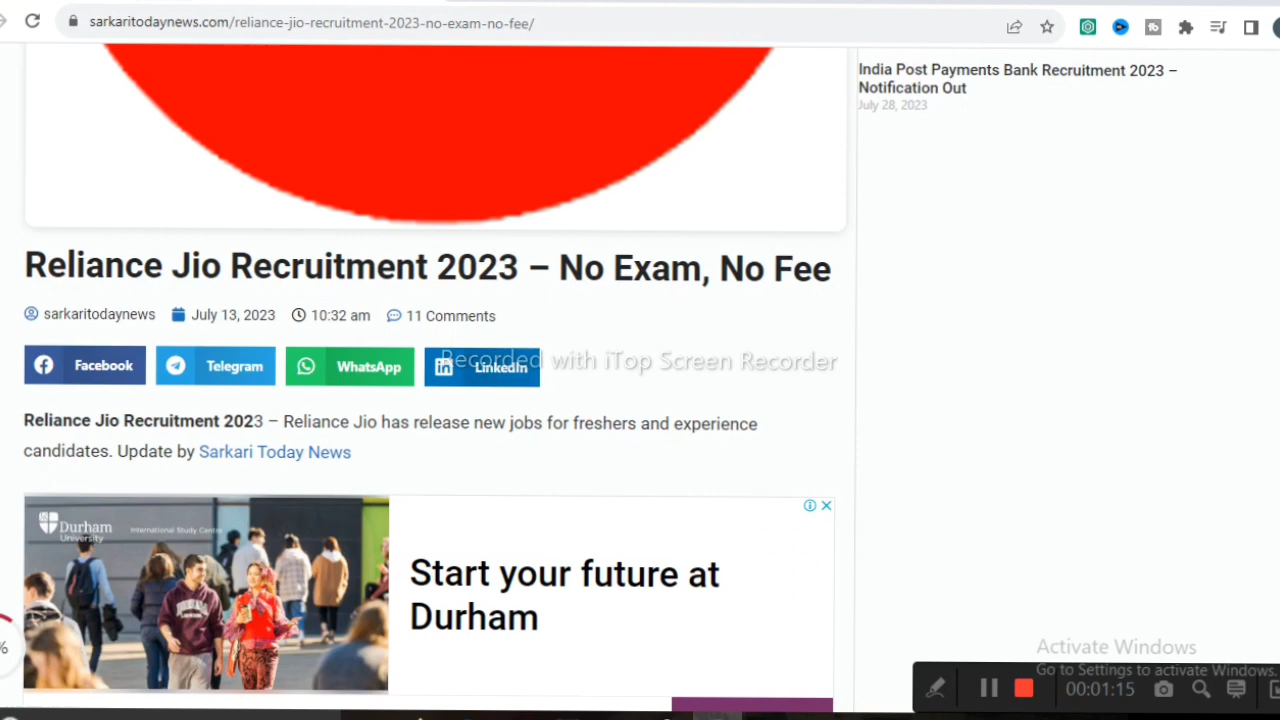 sarkaritodaynews.com/reliance-jio-recruitment-2023-no-exam-no-fee/
India Post Payments Bank Recruitment 2023 –
Notification Out
July 28, 2023
Reliance Jio Recruitment 2023 – No Exam, No Fee
sarkaritodaynews July 13, 2023 10:32 am 11 Comments
Facebook Telegram WhatsApp LinkedIn
Recorded with iTop Screen Recorder
Reliance Jio Recruitment 2023 – Reliance Jio has release new jobs for freshers and experience
candidates. Update by Sarkari Today News
Durham
University
International Study Centre
Start your future at
Durham
%
Activate Windows
Go to Settings to activate Windows.
00:01:15